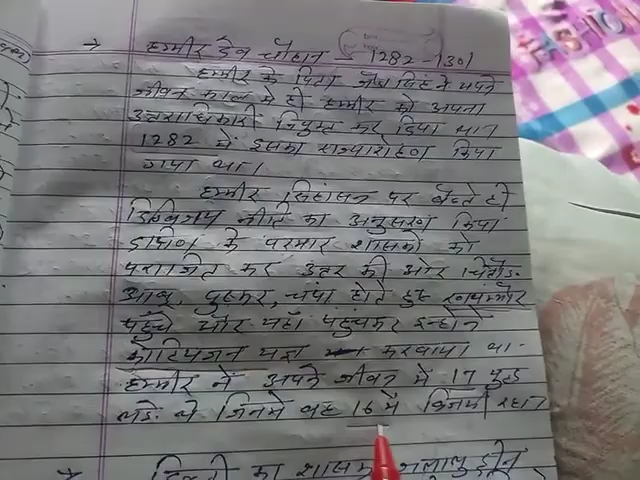 FASHION
→ हम्मीर देव चौहान – 1282-1301
हम्मीर के पिता जैत्र सिंह ने अपने
जीवन काल में ही हम्मीर को अपना
उत्तराधिकारी नियुक्त कर दिया था
1282 में इसका राज्यारोहण किया
गया था।
हम्मीर सिंहासन पर बैठते ही
दिग्विजय नीति का अनुसरण किया
दक्षिण के परमार शासकों को
पराजित कर उत्तर की ओर चित्तौड़
आबू, पुष्कर, चंपा होते हुए रणथम्भौर
पहुँचे और यहाँ पहुंचकर इन्होंने
कोटियजन यज्ञ करवाया था
हम्मीर ने अपने जीवन में 17 युद्ध
लड़े थे जिनमें वह 16 में विजयी रहा
→ दिल्ली का शासक जलालुद्दीन